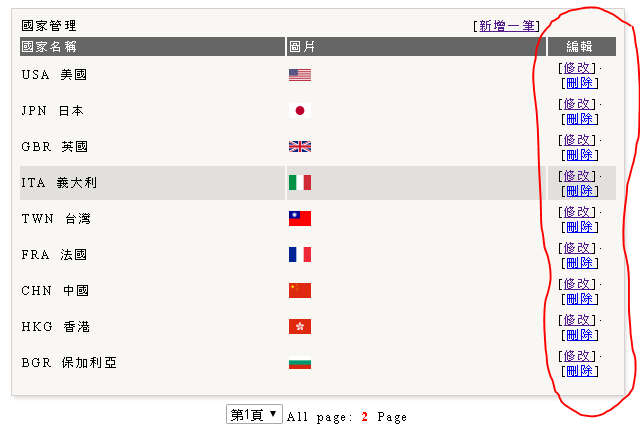 國家管理 [新增一筆]
國家名稱 圖片 編輯
USA 美國 [修改]·
[刪除]
JPN 日本 [修改]·
[刪除]
GBR 英國 [修改]·
[刪除]
ITA 義大利 [修改]·
[刪除]
TWN 台灣 [修改]·
[刪除]
FRA 法國 [修改]·
[刪除]
CHN 中國 [修改]·
[刪除]
HKG 香港 [修改]·
[刪除]
BGR 保加利亞 [修改]·
[刪除]
第1頁 ▼ All page: 2 Page